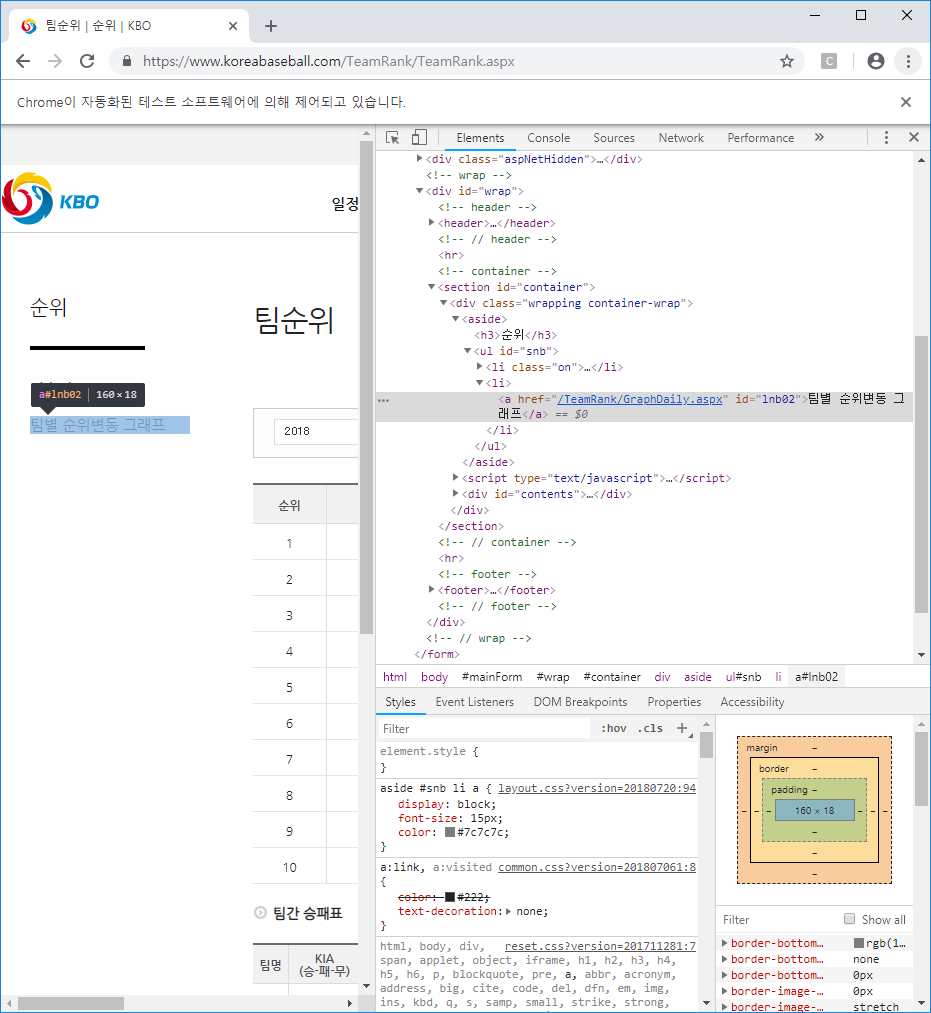 팀순위 | 순위 | KBO
https://www.koreabaseball.com/TeamRank/TeamRank.aspx
C
Chrome이 자동화된 테스트 소프트웨어에 의해 제어되고 있습니다.
KBO
일정
순위
팀순위
a#lnb02 160 × 18
팀별 순위변동 그래프
2018
순위
1
2
3
4
5
6
7
8
9
10
팀간 승패표
팀명 KIA
(승-패-무)
Elements Console Sources Network Performance »
<div class="aspNetHidden">…</div>
<!-- wrap -->
<div id="wrap">
<!-- header -->
<header>…</header>
<!-- // header -->
<hr>
<!-- container -->
<section id="container">
<div class="wrapping container-wrap">
<aside>
<h3>순위</h3>
<ul id="snb">
<li class="on">…</li>
<li>
<a href="/TeamRank/GraphDaily.aspx" id="lnb02">팀별 순위변동 그
래프</a> == $0
</li>
</ul>
</aside>
<script type="text/javascript">…</script>
<div id="contents">…</div>
</div>
</section>
<!-- // container -->
<hr>
<!-- footer -->
<footer>…</footer>
<!-- // footer -->
</div>
<!-- // wrap -->
</form>
html body #mainForm #wrap #container div aside ul#snb li a#lnb02
Styles Event Listeners DOM Breakpoints Properties Accessibility
Filter :hov .cls +
element.style {
}
aside #snb li a { layout.css?version=20180720:94
display: block;
font-size: 15px;
color: #7c7c7c;
}
a:link, a:visited common.css?version=201807061:8
{
color: #222;
text-decoration: none;
}
html, body, div, reset.css?version=201711281:7
span, applet, object, iframe, h1, h2, h3, h4,
h5, h6, p, blockquote, pre, a, abbr, acronym,
address, big, cite, code, del, dfn, em, img,
ins, kbd, q, s, samp, small, strike, strong,
margin –
border –
padding –
– – – 160 × 18 – – –
–
–
–
Filter Show all
border-bottom… rgb(1…
border-bottom… none
border-bottom… 0px
border-image-… 0px
border-image-… stretch